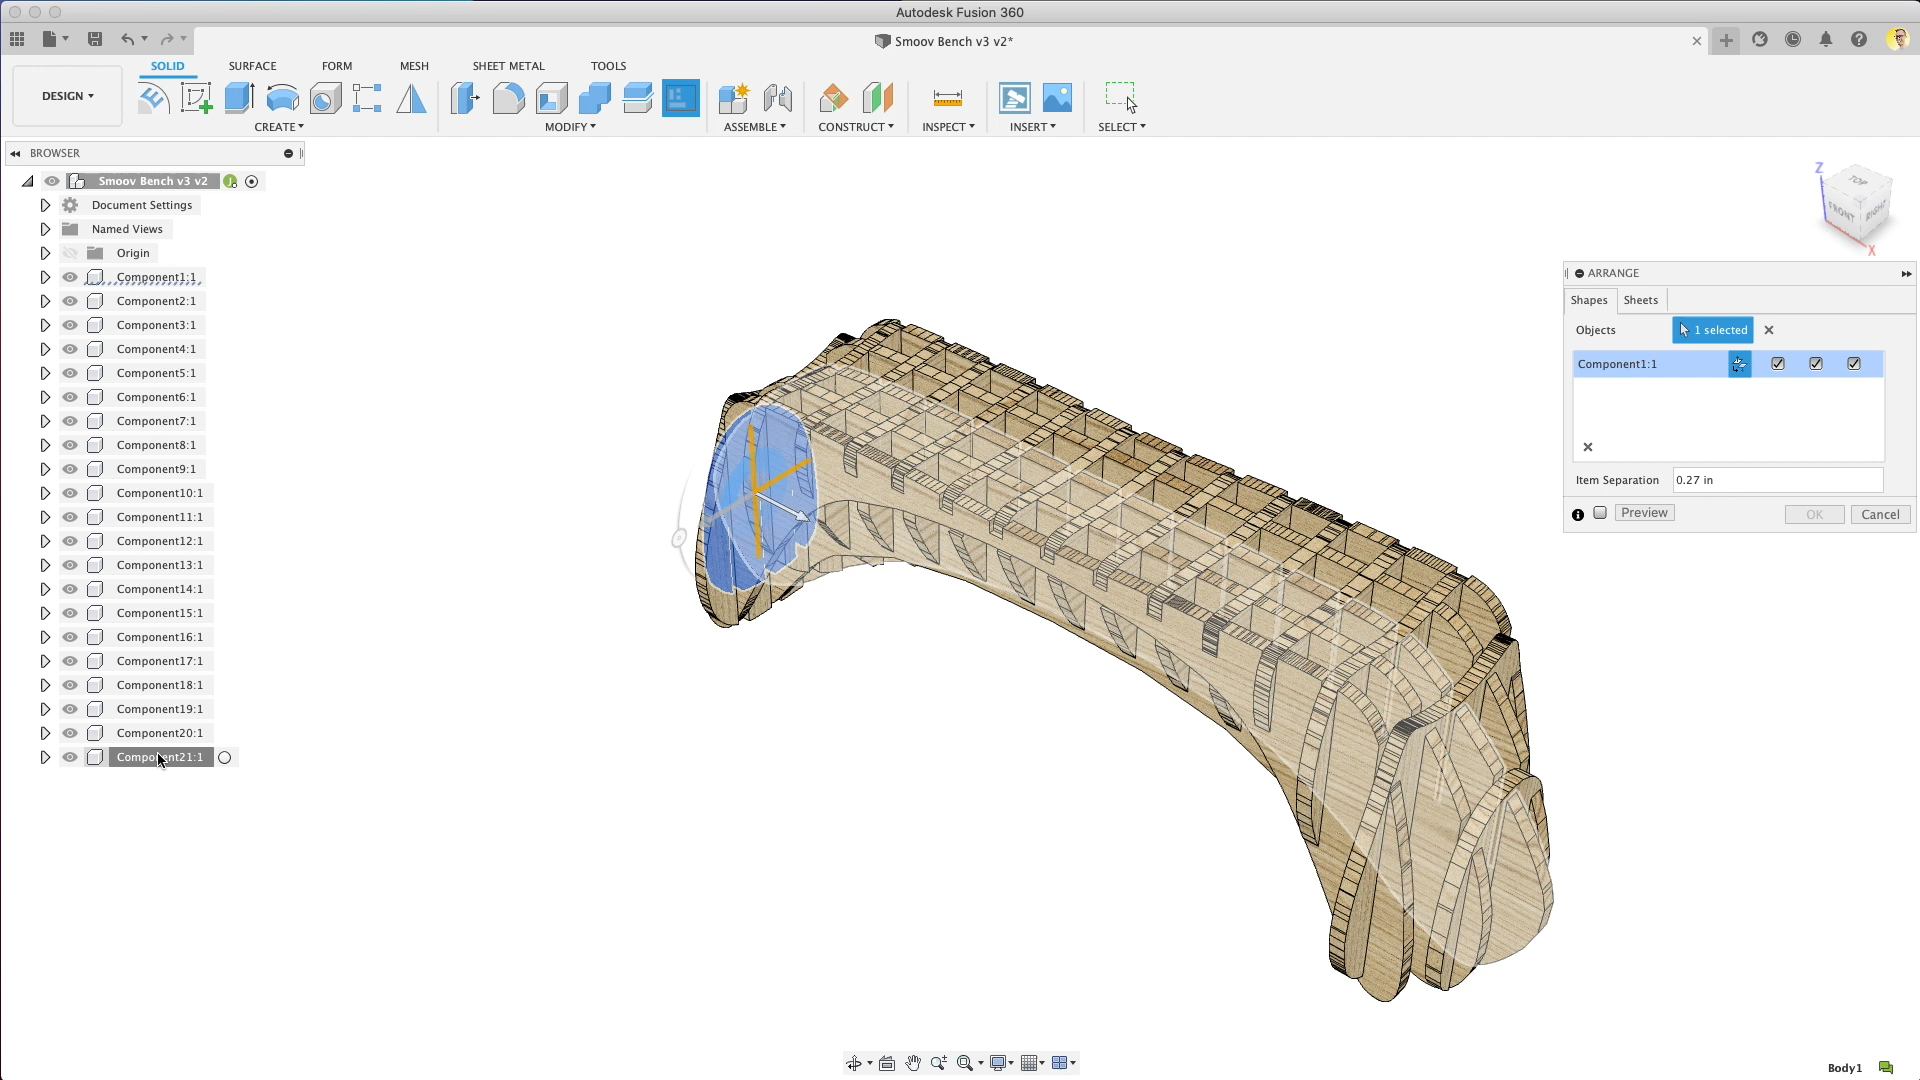 Autodesk Fusion 360
Smoov Bench v3 v2*
SOLID SURFACE FORM MESH SHEET METAL TOOLS
DESIGN
CREATE MODIFY ASSEMBLE CONSTRUCT INSPECT INSERT SELECT
BROWSER
Smoov Bench v3 v2
Document Settings
Named Views
Origin
Component1:1
Component2:1
Component3:1
Component4:1
Component5:1
Component6:1
Component7:1
Component8:1
Component9:1
Component10:1
Component11:1
Component12:1
Component13:1
Component14:1
Component15:1
Component16:1
Component17:1
Component18:1
Component19:1
Component20:1
Component21:1
Z
TOP
FRONT RIGHT
X
ARRANGE
Shapes Sheets
Objects 1 selected
Component1:1
Item Separation 0.27 in
Preview OK Cancel
Body1